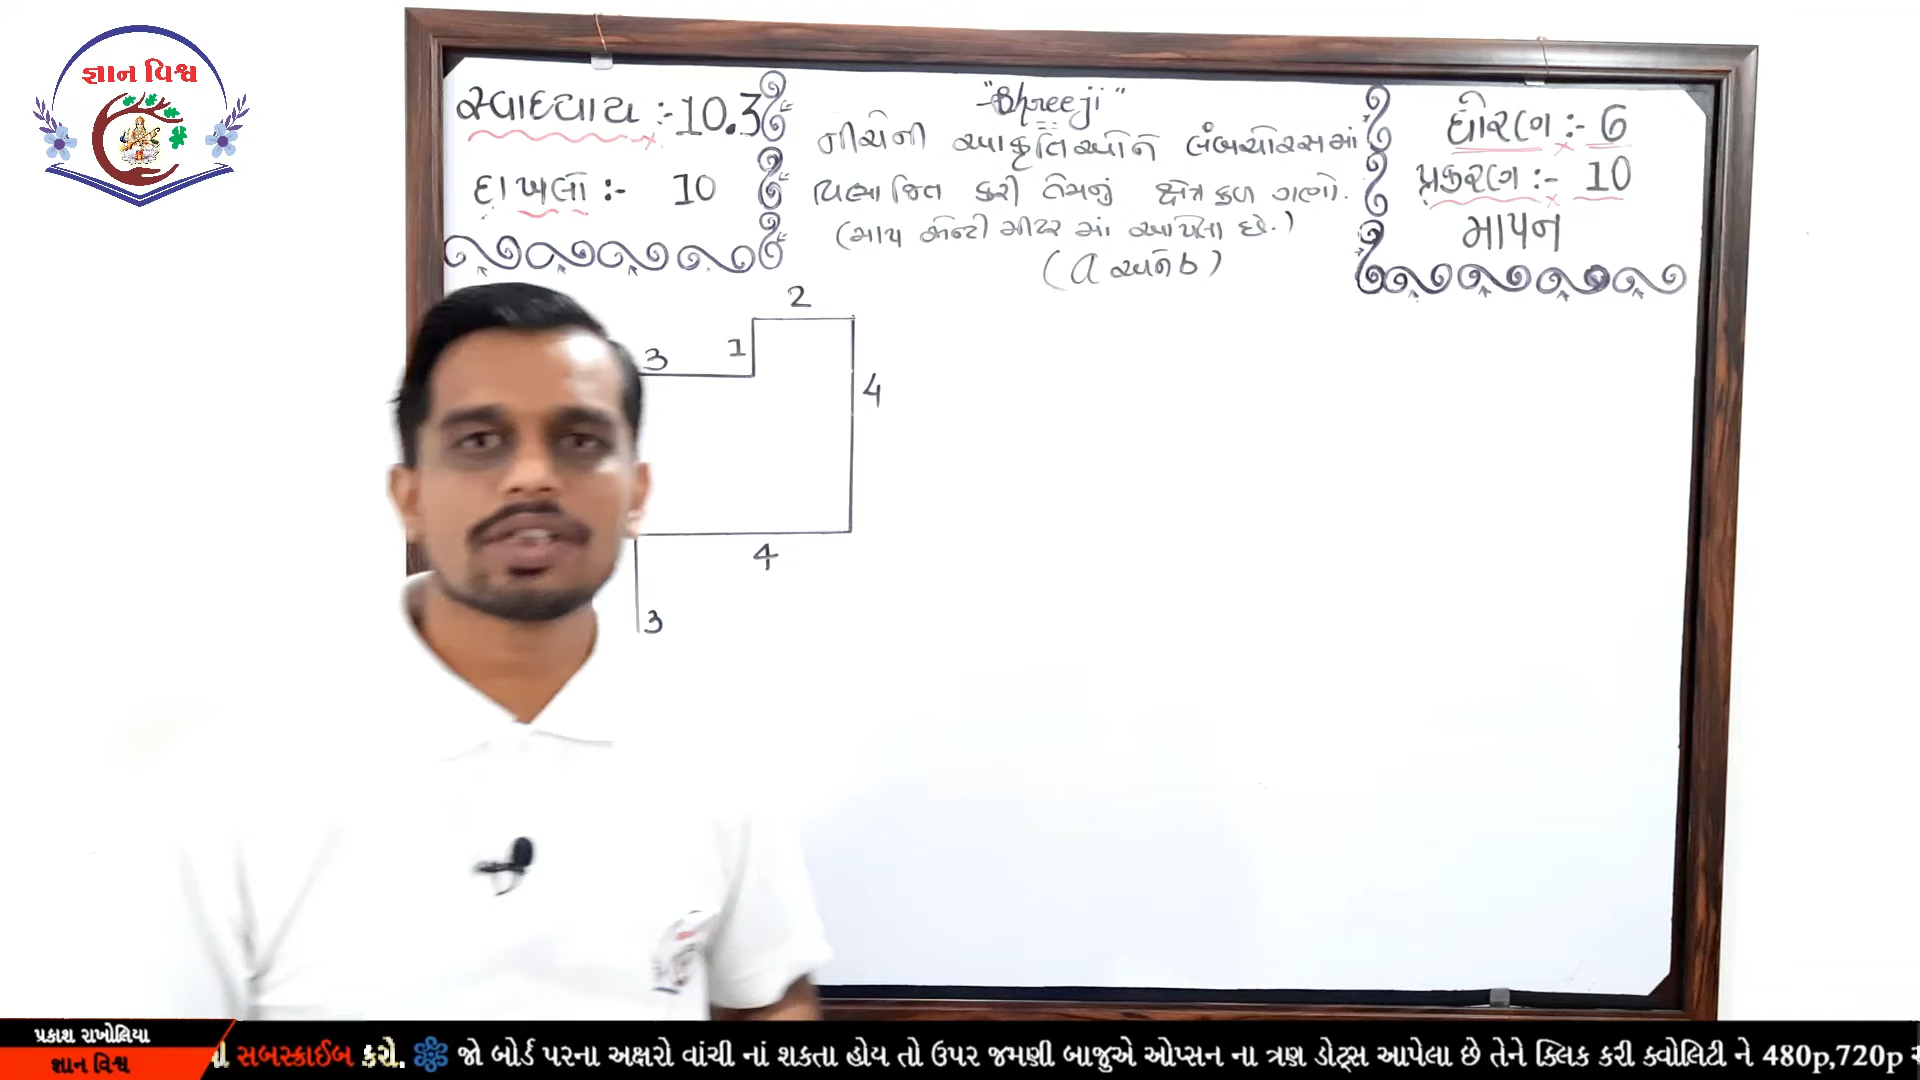 જ્ઞાન વિશ્વ
સ્વાધ્યાય :- 10.3
દાખલો :- 10
"Shreeji"
નીચેની આકૃતિઓને લંબચોરસમાં
વિભાજિત કરી તેમનું ક્ષેત્રફળ ગણો.
(માપ સેન્ટીમીટર માં આપેલા છે.)
(a અને b)
ધોરણ :- 6
પ્રકરણ :- 10
માપન
2
3
1
4
4
3
પ્રકાશ રાખોલિયા
જ્ઞાન વિશ્વ
સબસ્ક્રાઈબ કરો. જો બોર્ડ પરના અક્ષરો વાંચી નાં શકતા હોય તો ઉપર જમણી બાજુએ ઓપ્સન ના ત્રણ ડોટ્સ આપેલા છે તેને ક્લિક કરી ક્વોલિટી ને 480p,720p